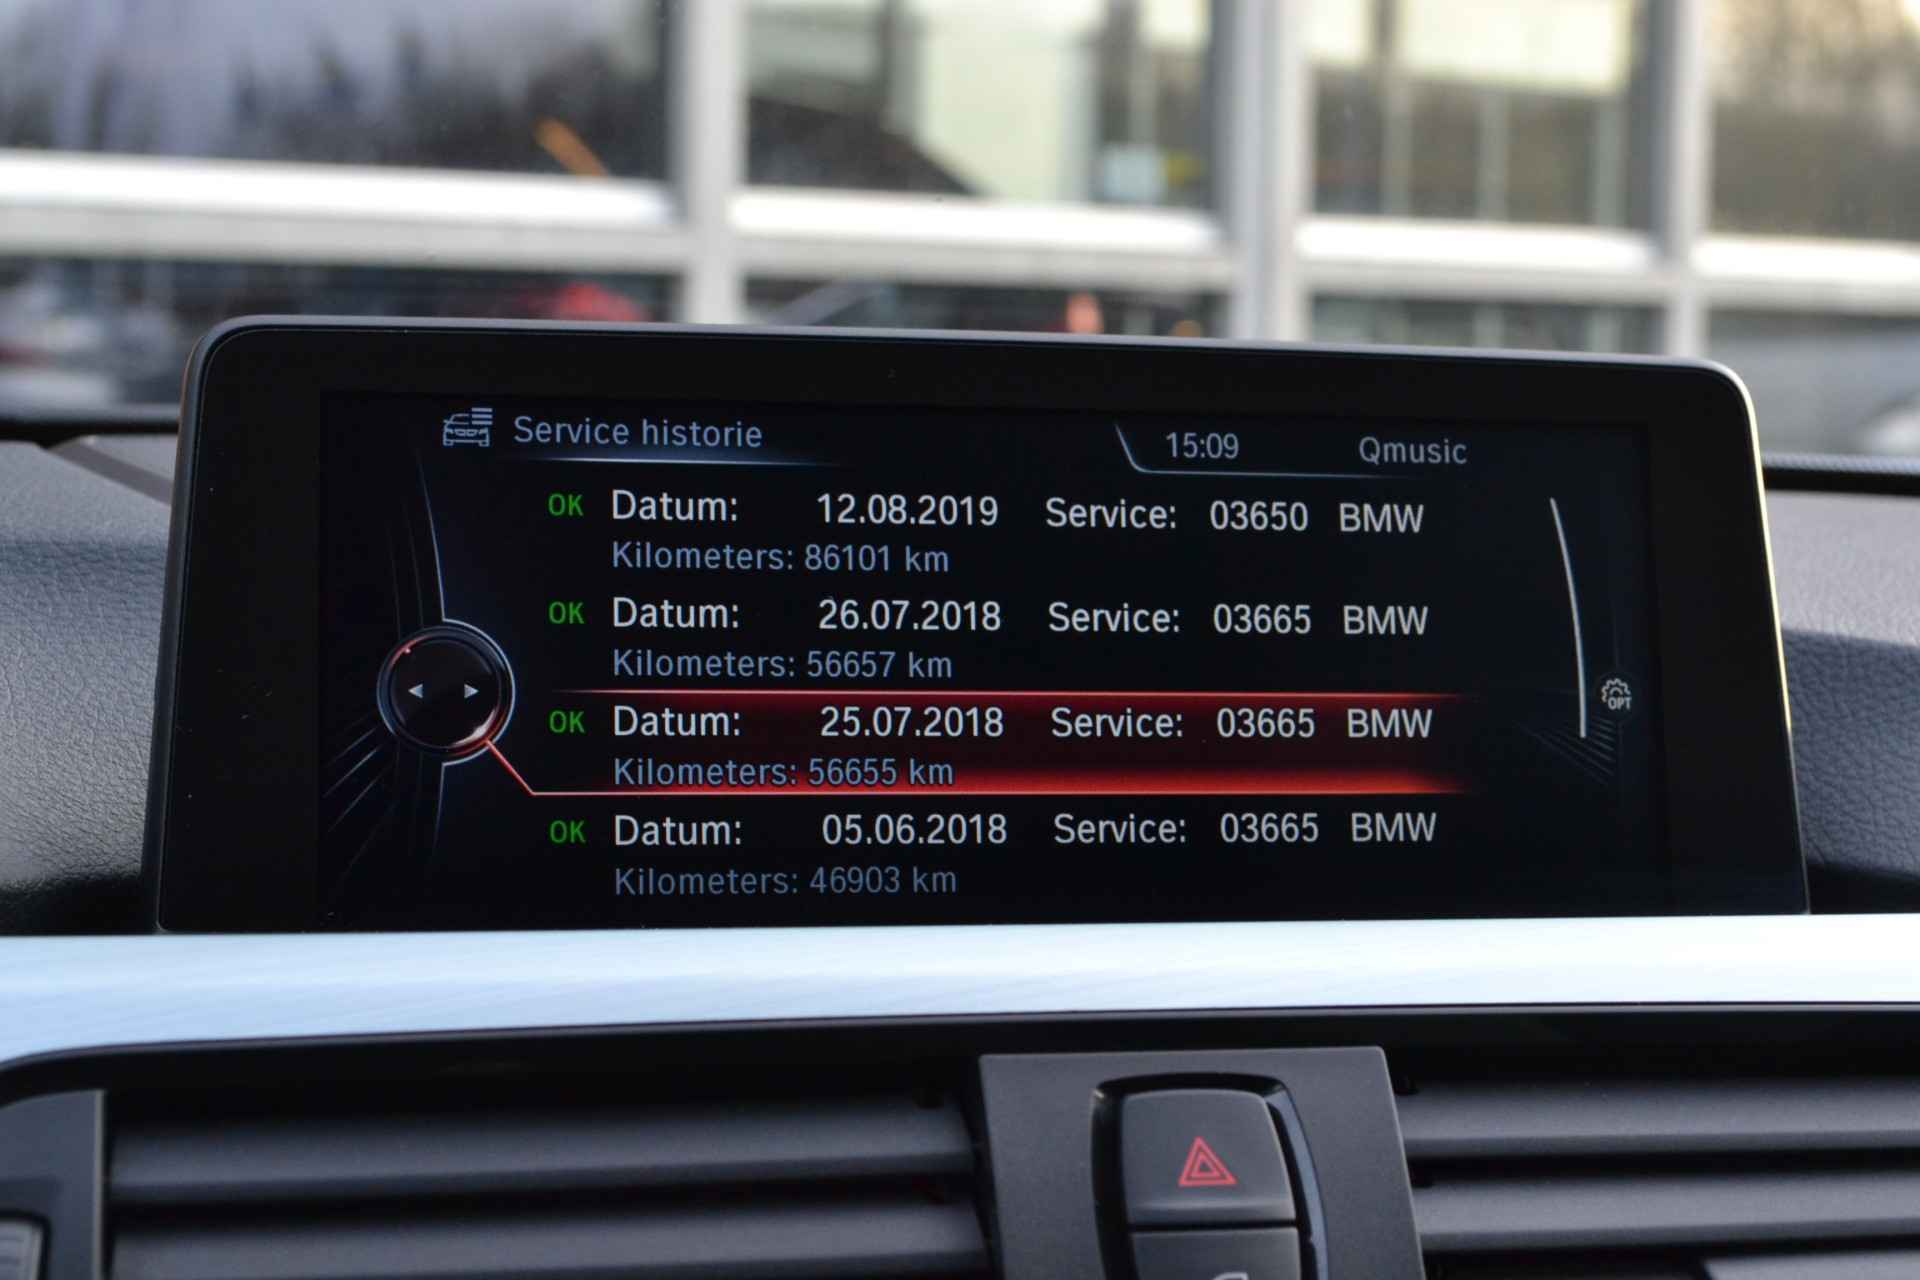 Service historie 15:09 Qmusic
OK Datum: 12.08.2019 Service: 03650 BMW
Kilometers: 86101 km
OK Datum: 26.07.2018 Service: 03665 BMW
Kilometers: 56657 km
OK Datum: 25.07.2018 Service: 03665 BMW
Kilometers: 56655 km
OPT
OK Datum: 05.06.2018 Service: 03665 BMW
Kilometers: 46903 km